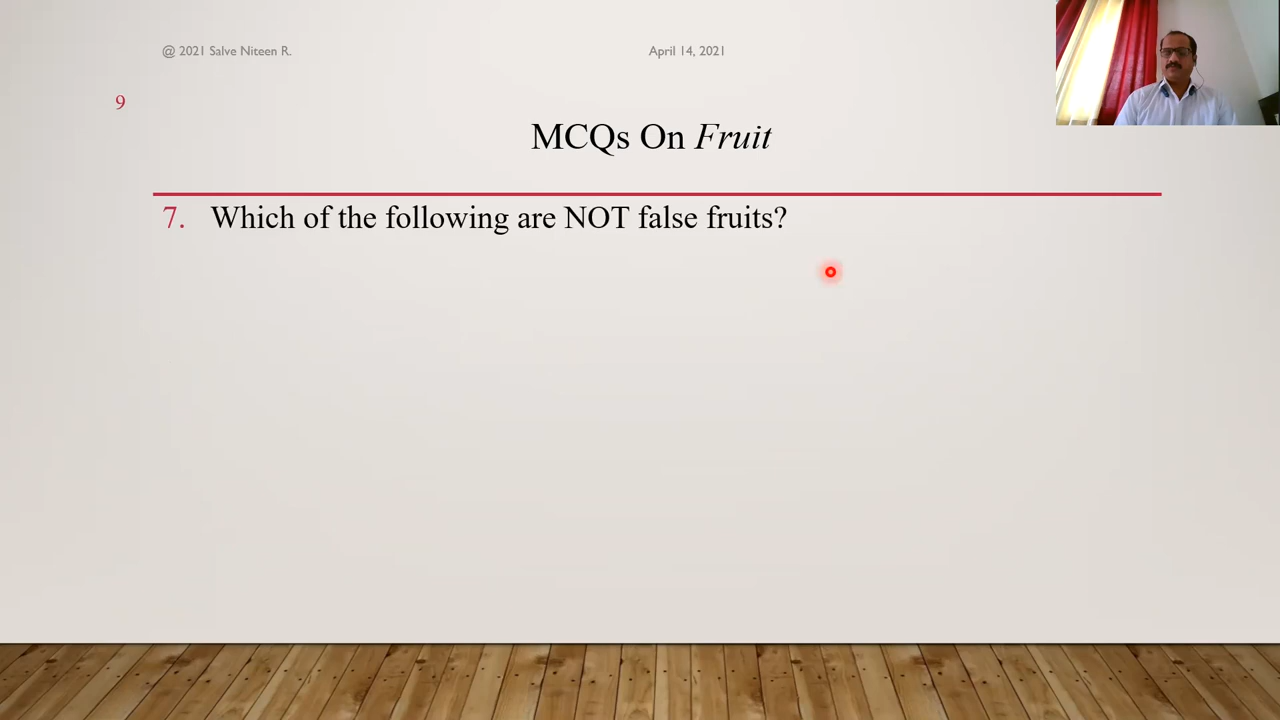 @ 2021 Salve Niteen R.
April 14, 2021
9
MCQs On Fruit
7. Which of the following are NOT false fruits?